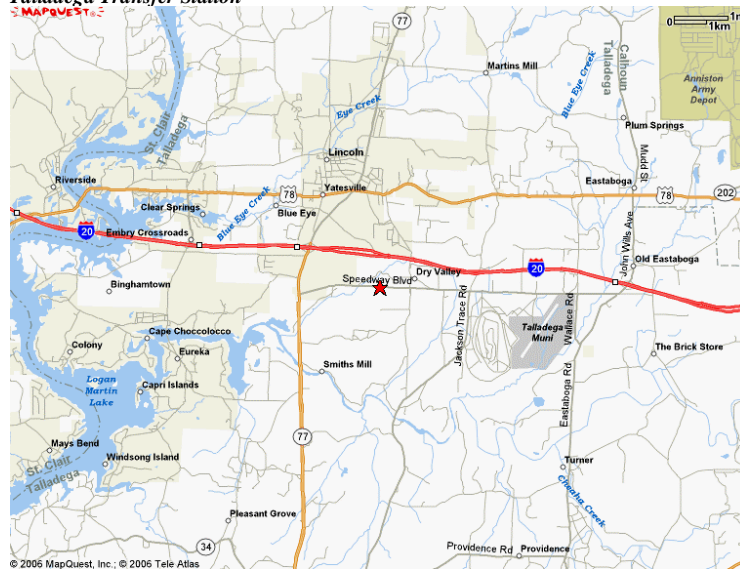 Talladega Transfer Station
MAPQUEST
77
0 1mi
1km
Martins Mill
Calhoun
Talladega
Blue Eye Creek
Anniston
Army
Depot
Eye Creek
Plum Springs
St. Clair
Talladega
Lincoln
Mudd St
Riverside
Yatesville
Eastaboga
78
78
202
Clear Springs
Blue Eye
Blue Eye Creek
John Wills Ave
20
Embry Crossroads
Old Eastaboga
20
Speedway Blvd
Dry Valley
Binghamtown
Jackson Trace Rd
Wallace Rd
Talladega
Muni
Cape Choccolocco
Colony
Eureka
The Brick Store
Smiths Mill
Logan
Martin
Lake
Capri Islands
Eastaboga Rd
77
Mays Bend
Windsong Island
St. Clair
Talladega
Turner
Cheaha Creek
Pleasant Grove
34
Providence Rd
Providence
© 2006 MapQuest, Inc.; © 2006 Tele Atlas